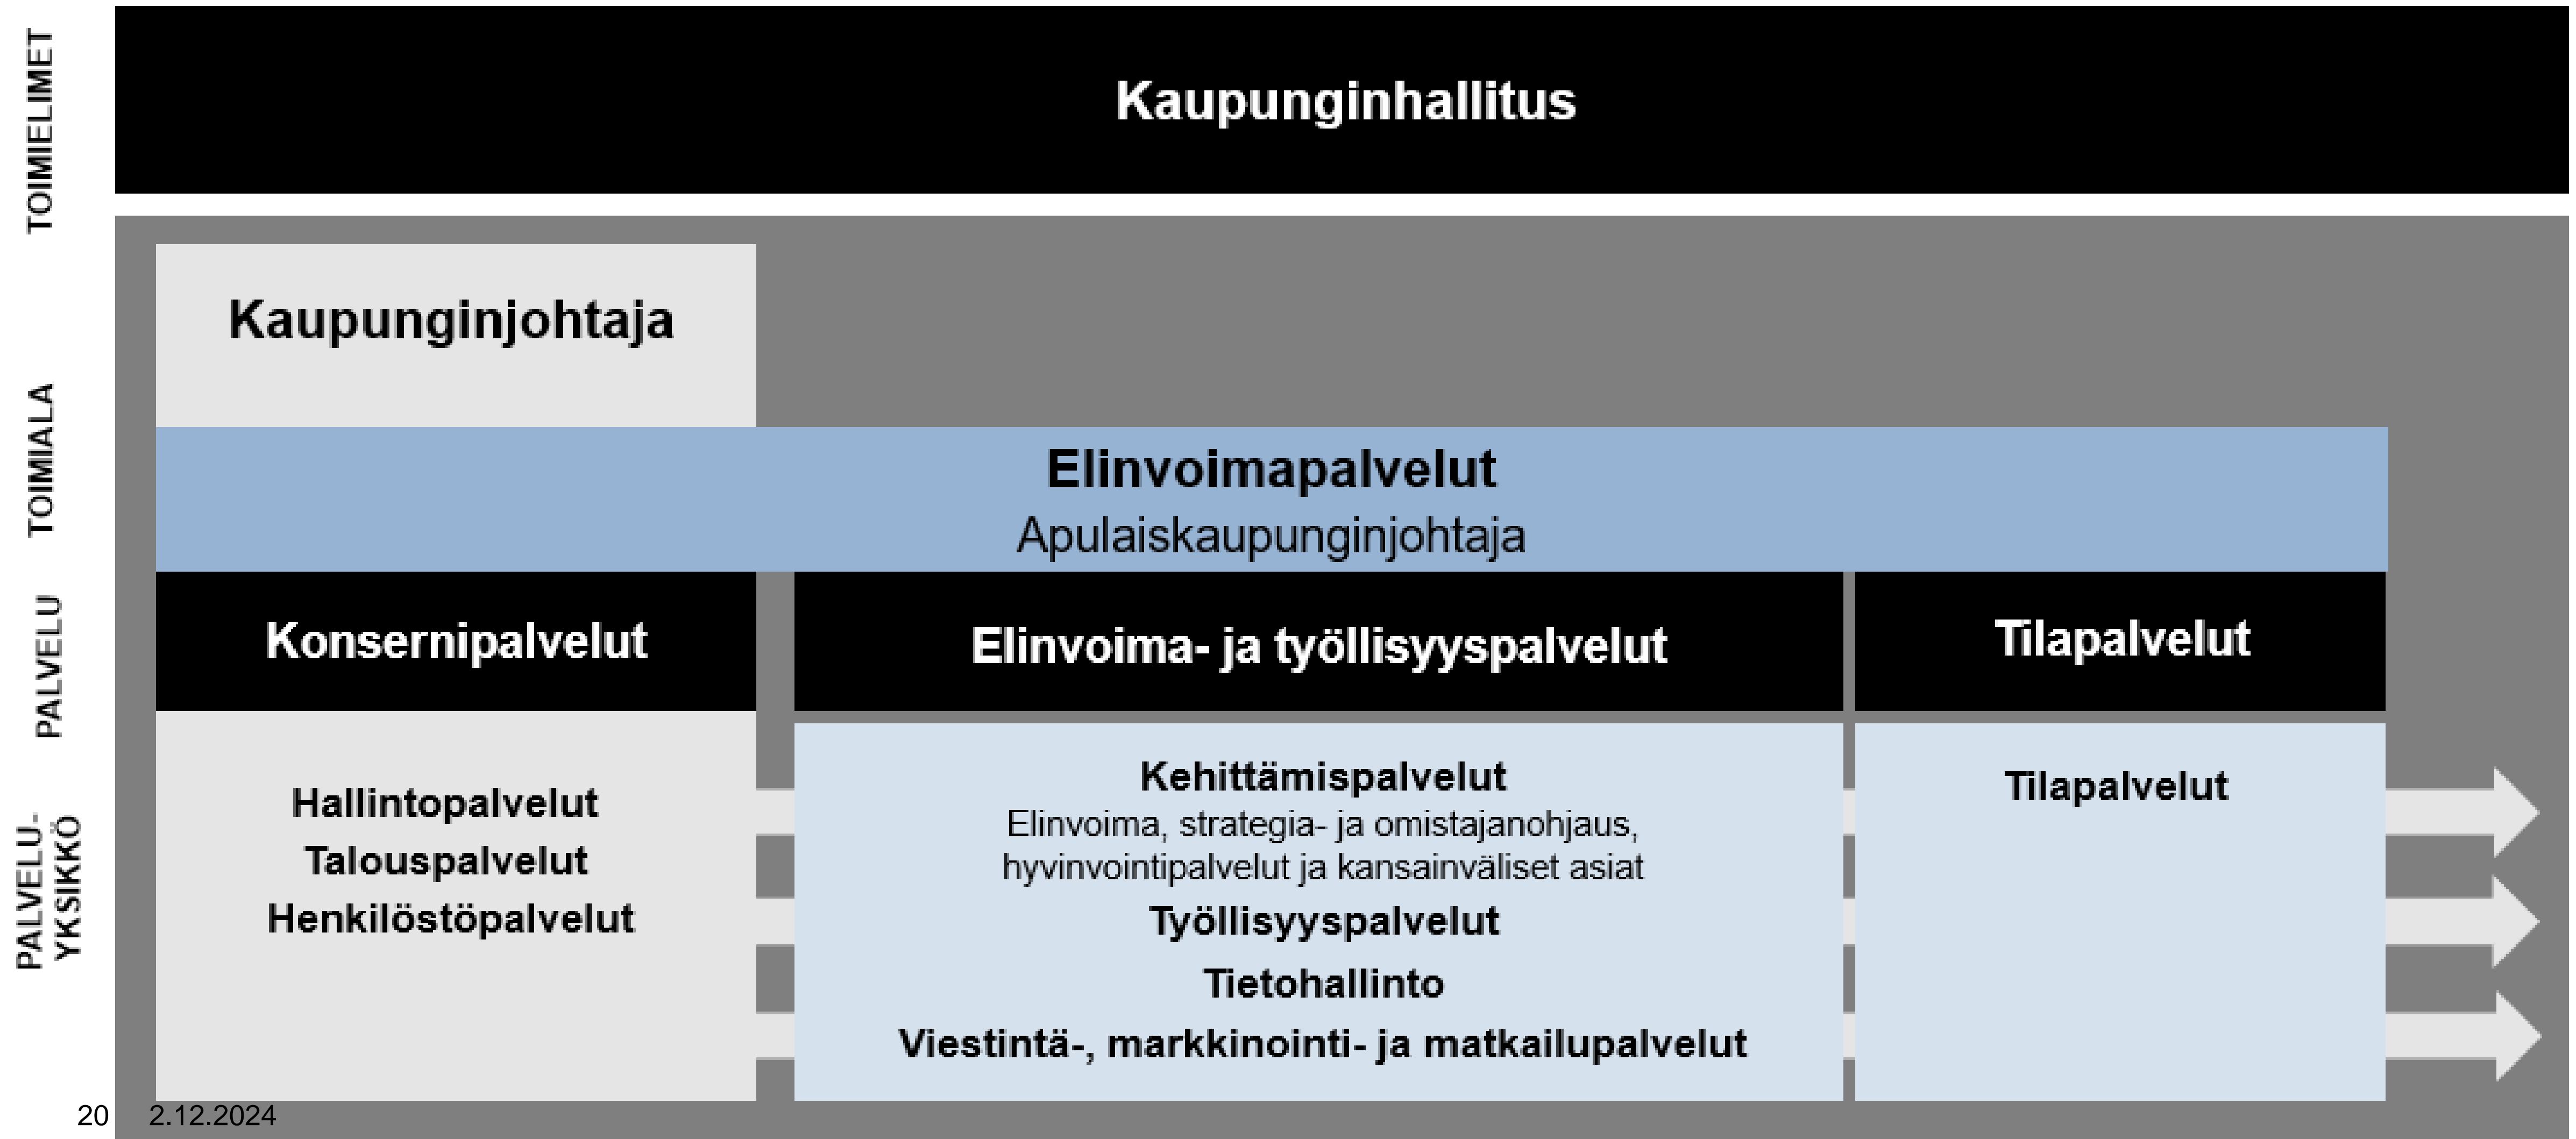 TOIMIELIMET
Kaupunginhallitus
Kaupunginjohtaja
TOIMIALA
Elinvoimapalvelut
Apulaiskaupunginjohtaja
PALVELU
Konsernipalvelut
Elinvoima- ja työllisyyspalvelut
Tilapalvelut
PALVELU-
YKSIKKÖ
Hallintopalvelut
Talouspalvelut
Henkilöstöpalvelut
Kehittämispalvelut
Elinvoima, strategia- ja omistajanohjaus,
hyvinvointipalvelut ja kansainväliset asiat
Työllisyyspalvelut
Tietohallinto
Viestintä-, markkinointi- ja matkailupalvelut
Tilapalvelut
20 2.12.2024